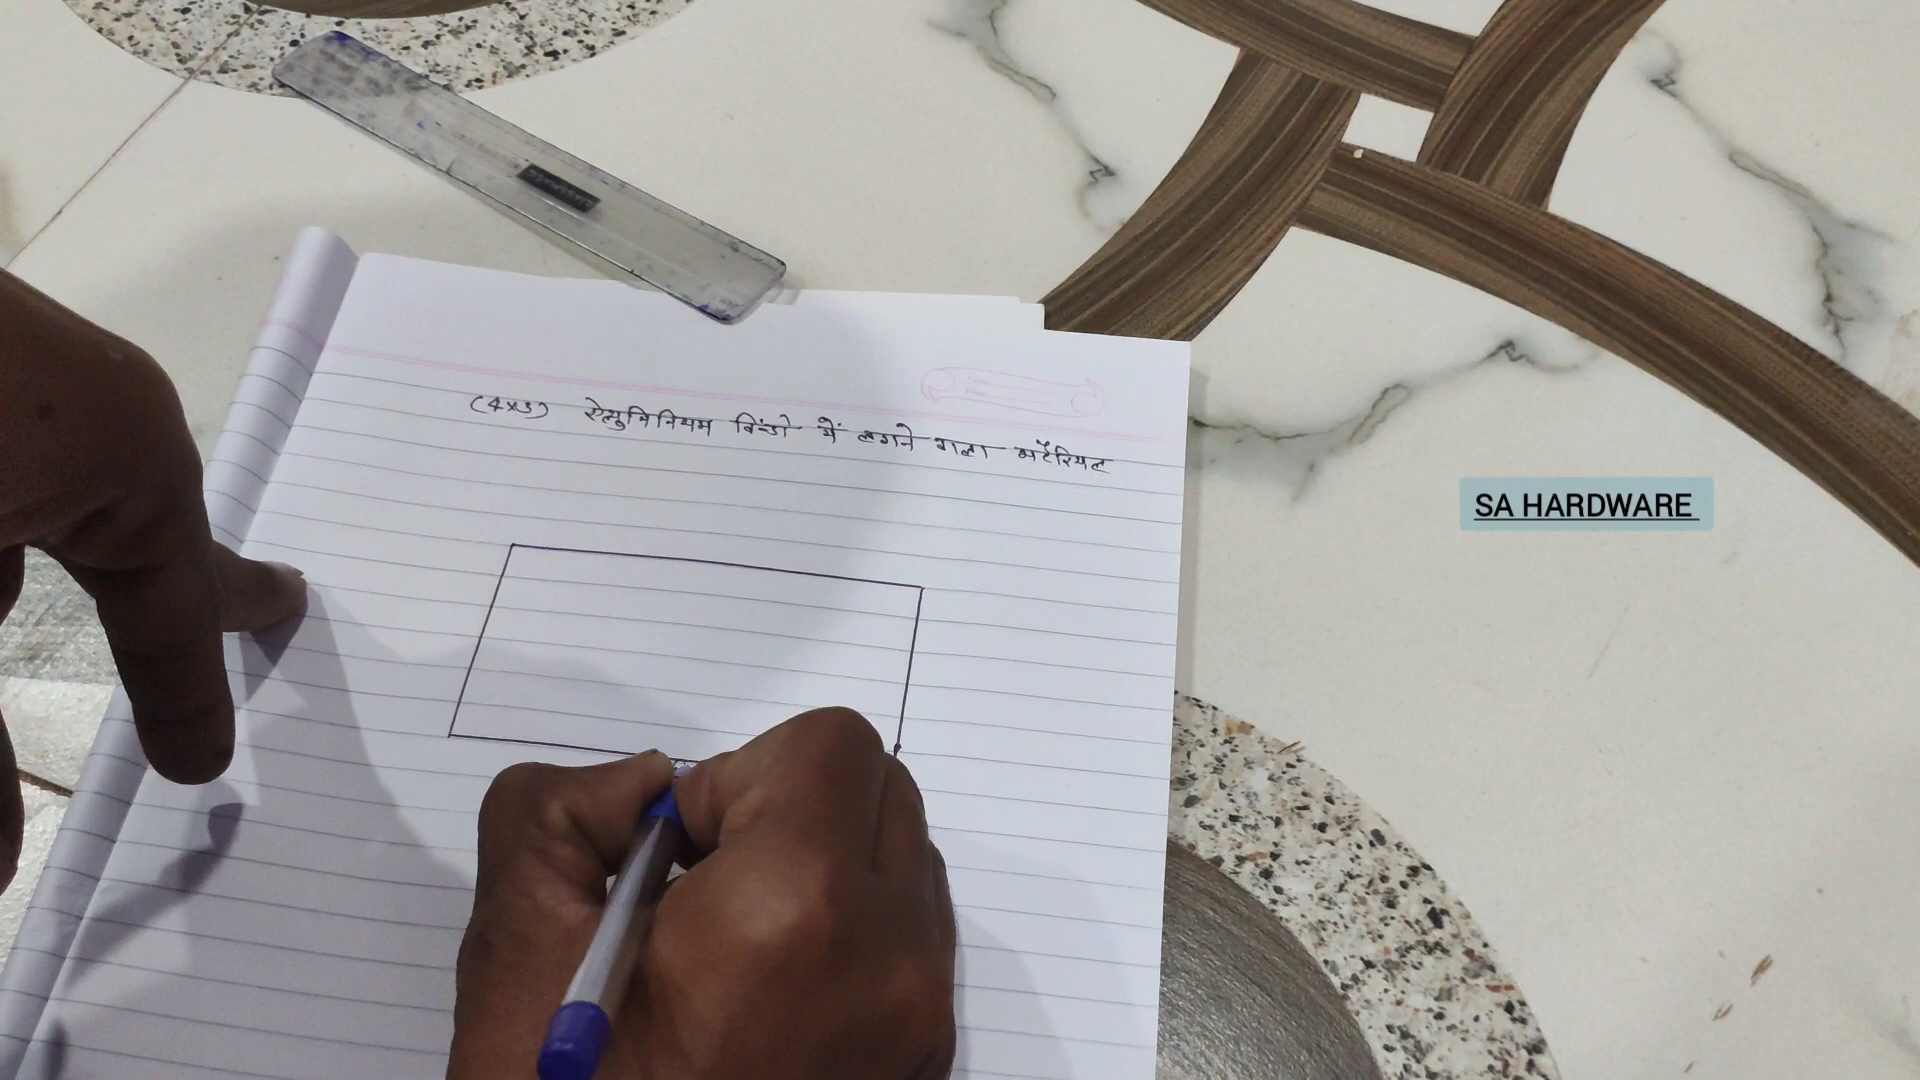 (4x3) ऐल्युमिनियम विंन्डो में लगने वाला मटैरियल
SA HARDWARE